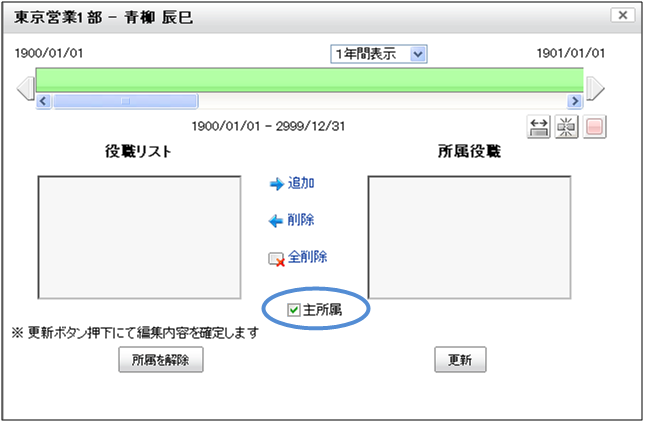 東京営業1部 - 青柳 辰巳
1900/01/01
1年間表示
1901/01/01
1900/01/01 - 2999/12/31
役職リスト
所属役職
追加
削除
全削除
主所属
※ 更新ボタン押下にて編集内容を確定します
所属を解除
更新